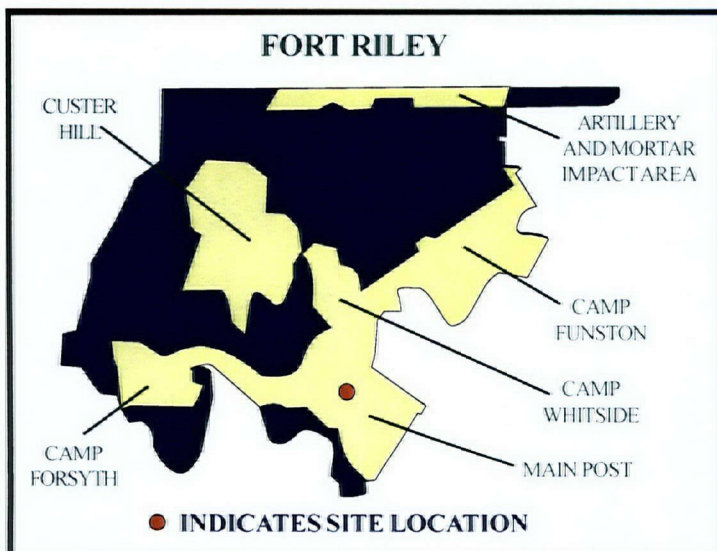 FORT RILEY
CUSTER
HILL
ARTILLERY
AND MORTAR
IMPACT AREA
CAMP
FUNSTON
CAMP
WHITSIDE
CAMP
FORSYTH
MAIN POST
INDICATES SITE LOCATION